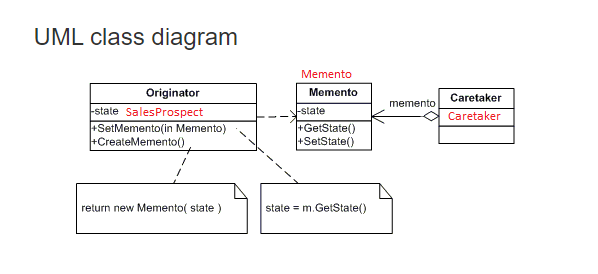 UML class diagram
Memento
Originator
-state SalesProspect
+SetMemento(in Memento)
+CreateMemento()
Memento
-state
+GetState()
+SetState()
memento
Caretaker
Caretaker
return new Memento( state )
state = m.GetState()